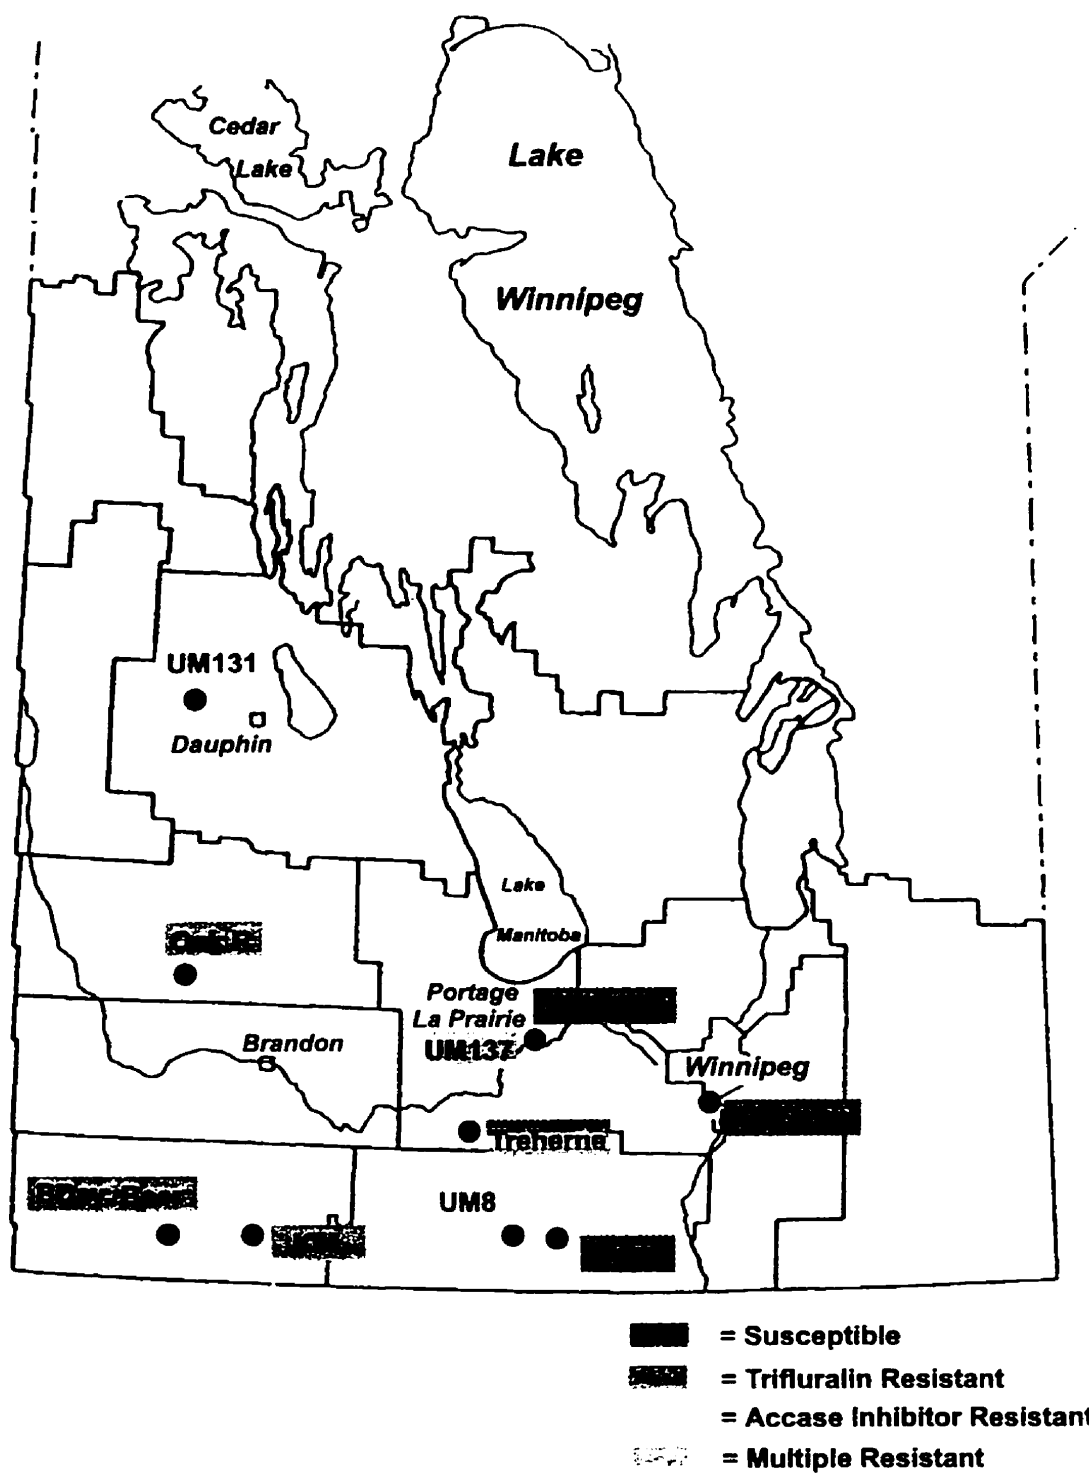 Cedar
Lake
Lake
Winnipeg
UM131
Dauphin
Lake
Manitoba
Portage
La Prairie
UM137
Brandon
Winnipeg
Treherne
UM8
= Susceptible
= Trifluralin Resistant
= Accase Inhibitor Resistant
= Multiple Resistant